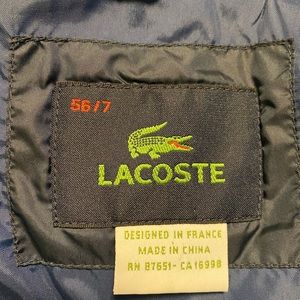 56/7
LACOSTE
DESIGNED IN FRANCE
MADE IN CHINA
RN 87651-CA16998